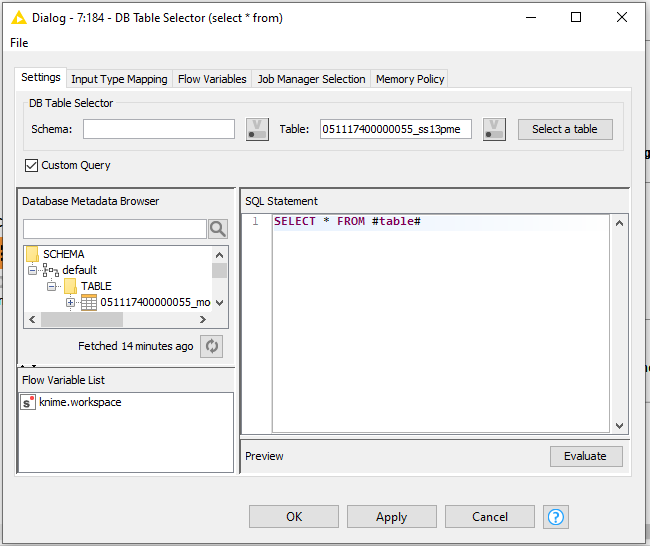 Dialog - 7:184 - DB Table Selector (select * from)
File
Settings Input Type Mapping Flow Variables Job Manager Selection Memory Policy
DB Table Selector
Schema: Table: 051117400000055_ss13pme Select a table
Custom Query
Database Metadata Browser
SCHEMA
default
TABLE
051117400000055_mo
Fetched 14 minutes ago
Flow Variable List
s knime.workspace
SQL Statement
1 SELECT * FROM #table#
Preview Evaluate
OK Apply Cancel ?